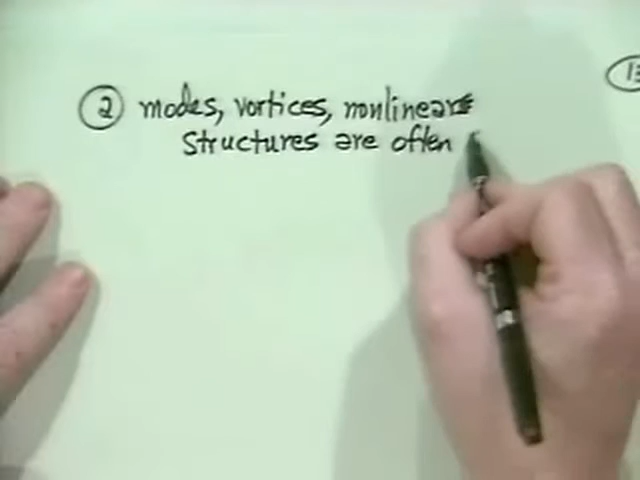 ② modes, vortices, nonlinear
structures are often